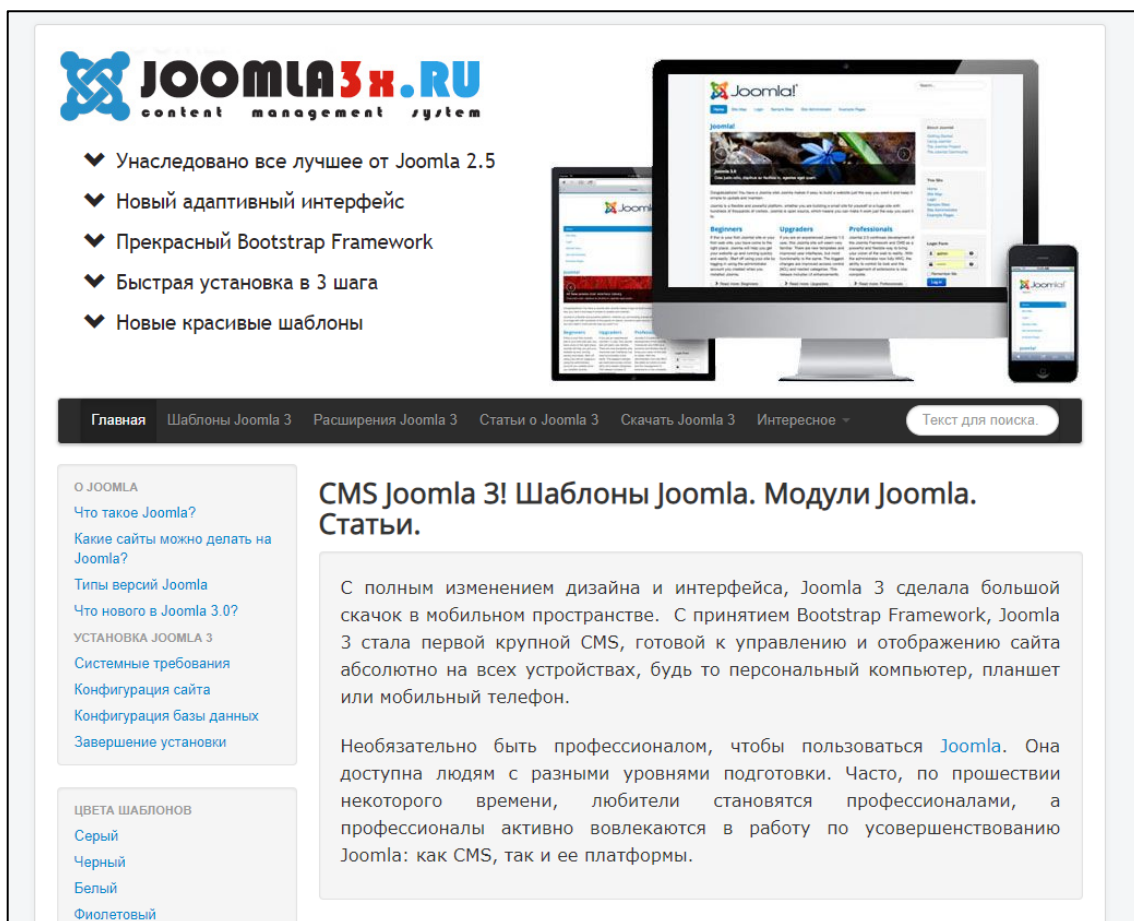 JOOMLA3x.RU
content management system
Унаследовано все лучшее от Joomla 2.5
Новый адаптивный интерфейс
Прекрасный Bootstrap Framework
Быстрая установка в 3 шага
Новые красивые шаблоны
Joomla!
Joomla!
Beginners
Upgraders
Professionals
Главная
Шаблоны Joomla 3
Расширения Joomla 3
Статьи о Joomla 3
Скачать Joomla 3
Интересное
Текст для поиска.
О JOOMLA
Что такое Joomla?
Какие сайты можно делать на
Joomla?
Типы версий Joomla
Что нового в Joomla 3.0?
УСТАНОВКА JOOMLA 3
Системные требования
Конфигурация сайта
Конфигурация базы данных
Завершение установки
ЦВЕТА ШАБЛОНОВ
Серый
Черный
Белый
Фиолетовый
CMS Joomla 3! Шаблоны Joomla. Модули Joomla.
Статьи.
С полным изменением дизайна и интерфейса, Joomla 3 сделала большой
скачок в мобильном пространстве. С принятием Bootstrap Framework, Joomla
3 стала первой крупной CMS, готовой к управлению и отображению сайта
абсолютно на всех устройствах, будь то персональный компьютер, планшет
или мобильный телефон.
Необязательно быть профессионалом, чтобы пользоваться Joomla. Она
доступна людям с разными уровнями подготовки. Часто, по прошествии
некоторого времени, любители становятся профессионалами, а
профессионалы активно вовлекаются в работу по усовершенствованию
Joomla: как CMS, так и ее платформы.